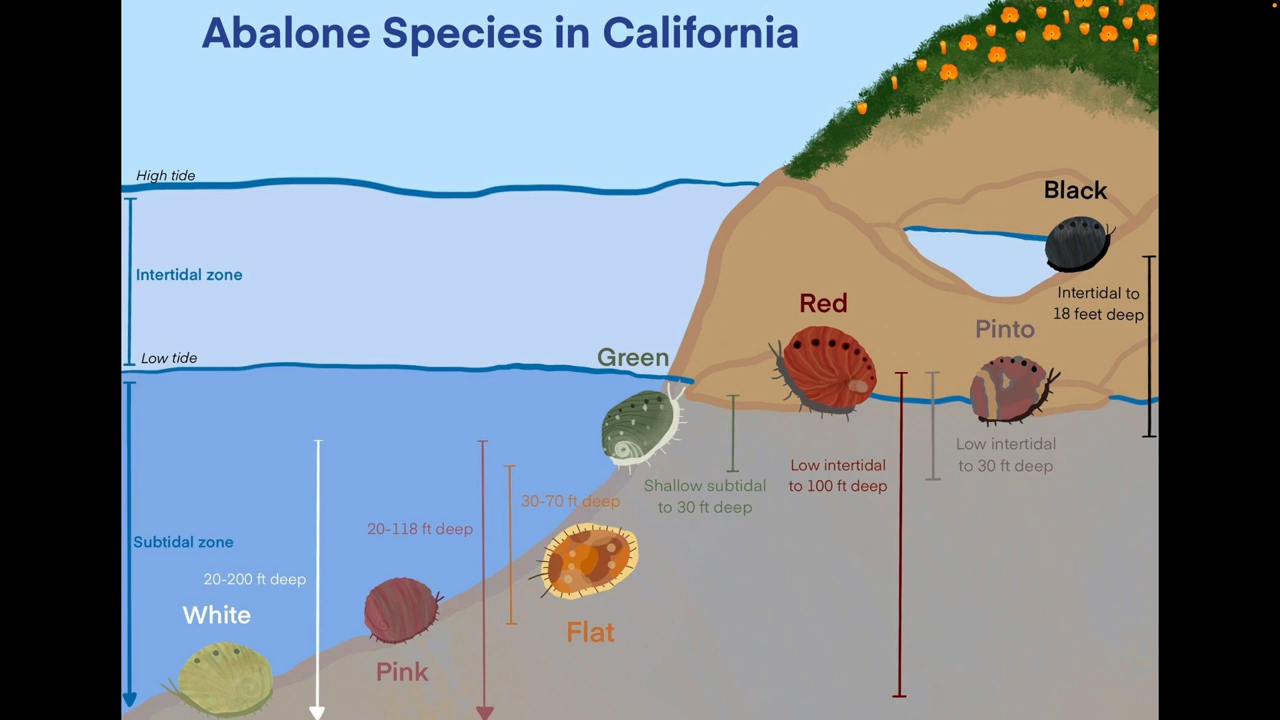 Abalone Species in California
High tide
Black
Intertidal zone
Intertidal to
18 feet deep
Red
Pinto
Low tide
Green
Low intertidal
to 30 ft deep
Low intertidal
to 100 ft deep
Shallow subtidal
to 30 ft deep
30-70 ft deep
20-118 ft deep
Subtidal zone
20-200 ft deep
White
Flat
Pink